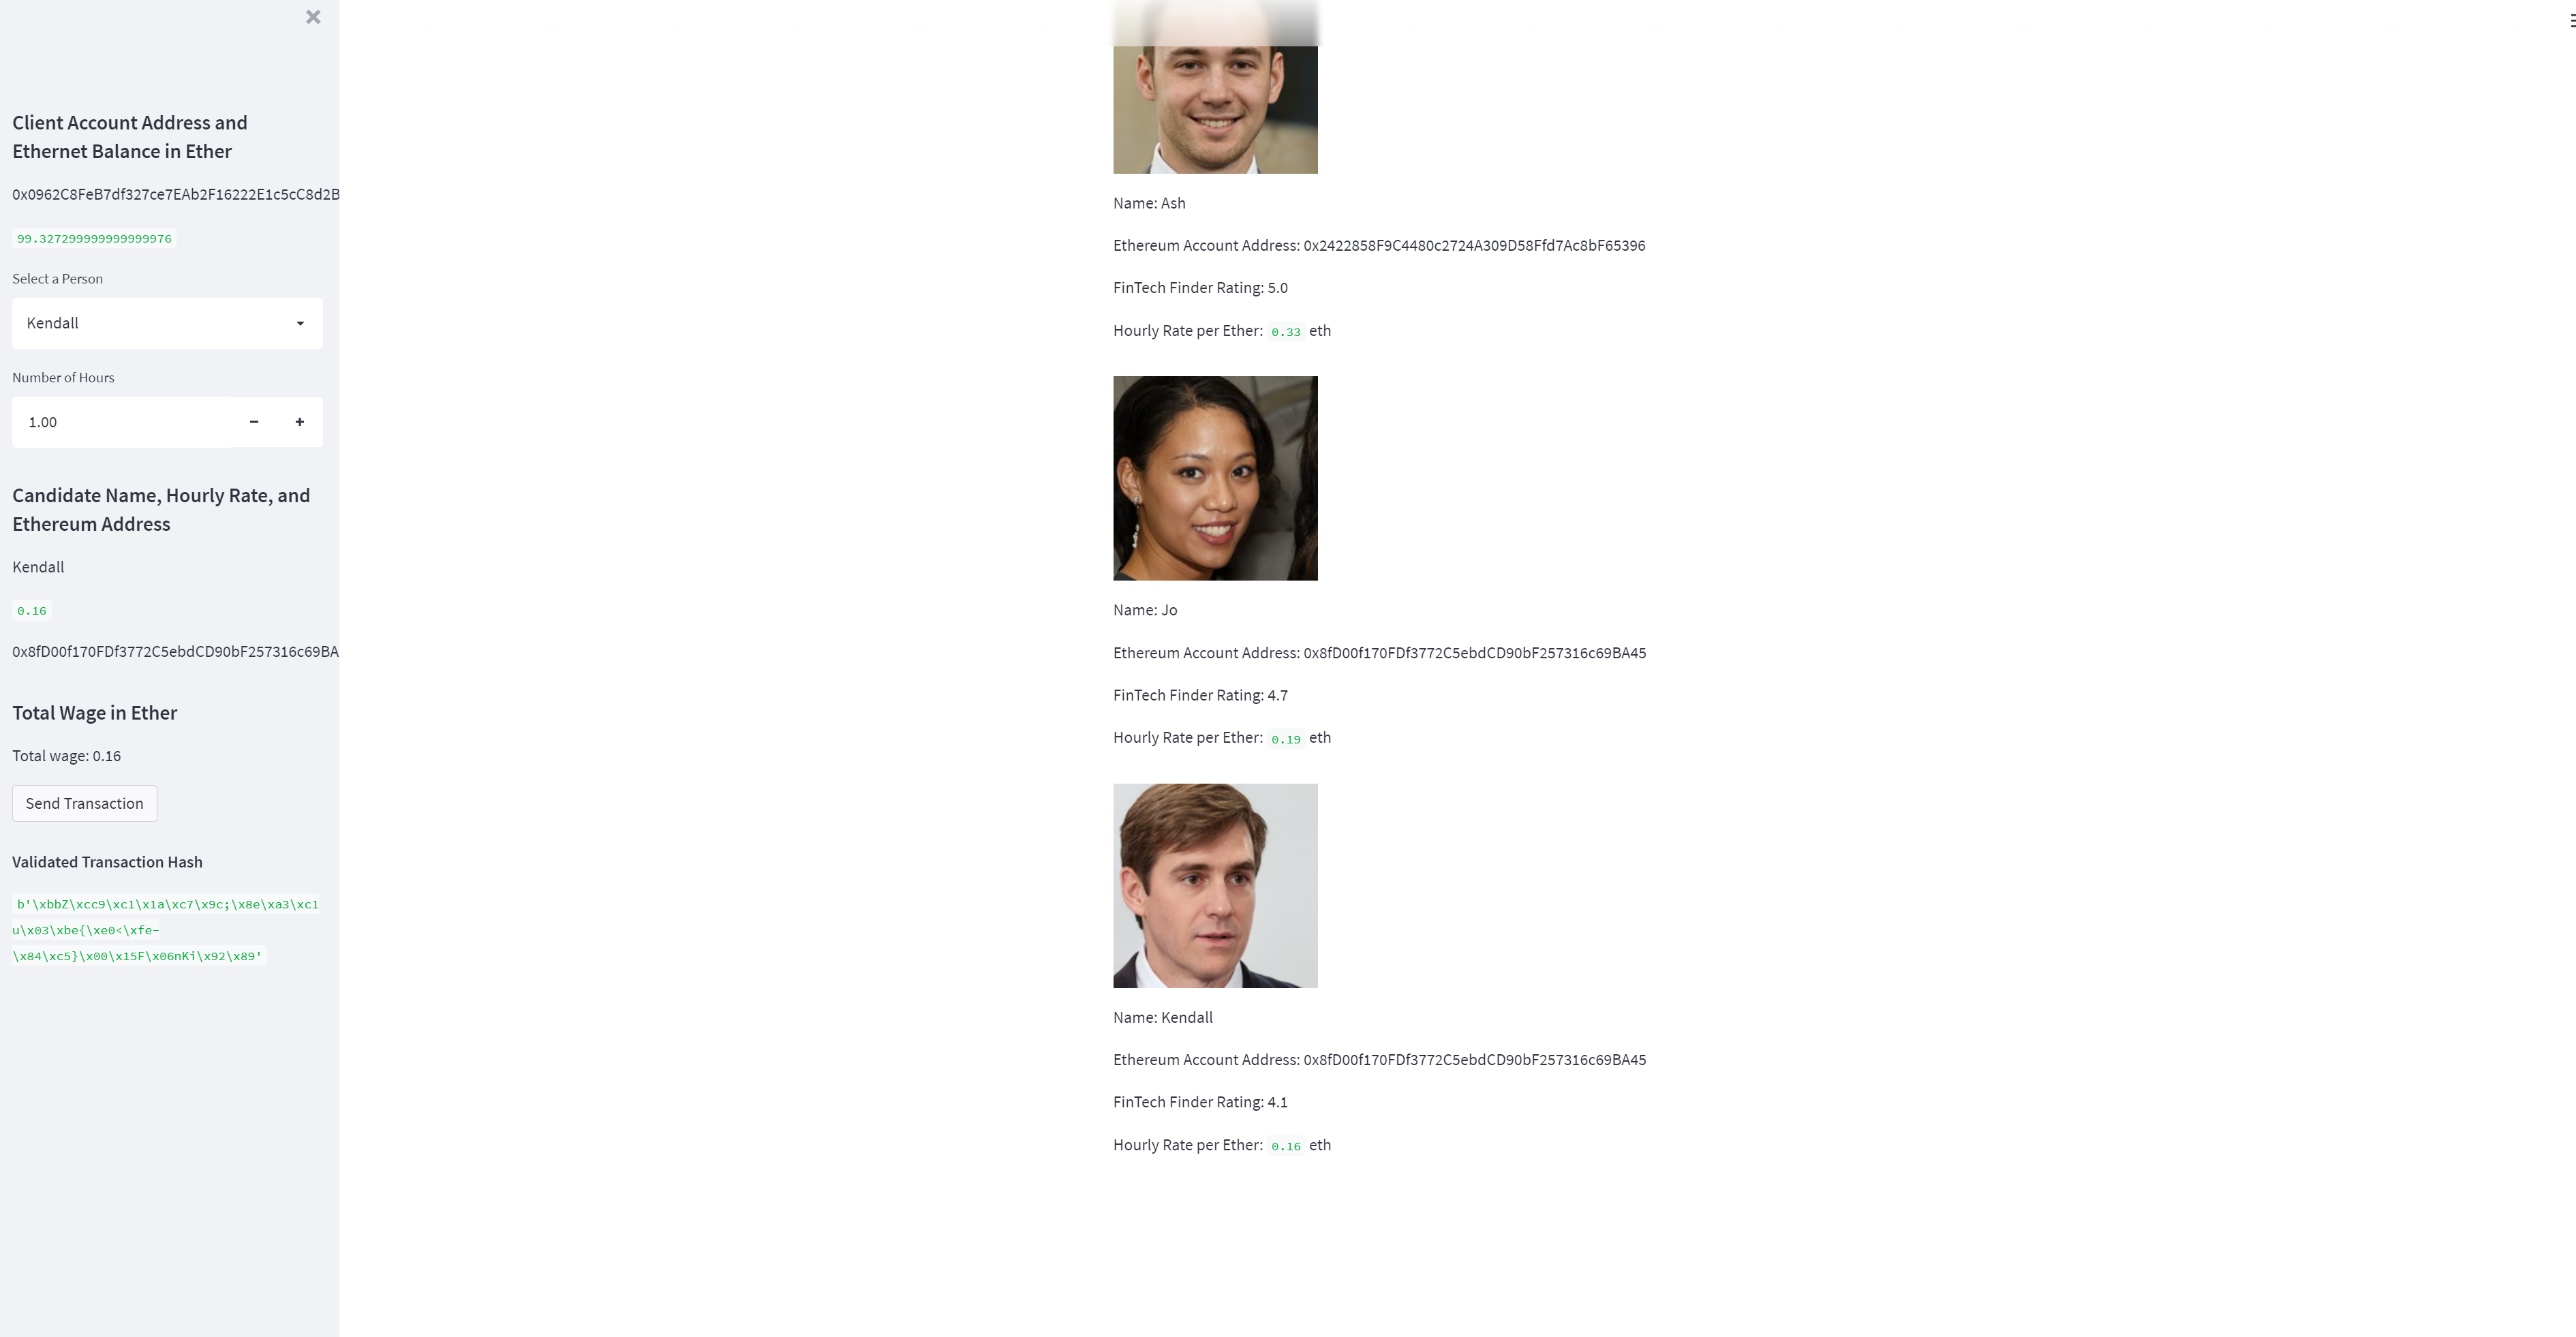 Client Account Address and
Ethernet Balance in Ether
0x0962C8FeB7df327ce7EAb2F16222E1c5cC8d2B
99.327299999999999976
Select a Person
Kendall
Number of Hours
1.00
Candidate Name, Hourly Rate, and
Ethereum Address
Kendall
0.16
0x8fD00f170FDf3772C5ebdCD90bF257316c69BA
Total Wage in Ether
Total wage: 0.16
Send Transaction
Validated Transaction Hash
b'\xbbZ\xcc9\xc1\x1a\xc7\x9c;\x8e\xa3\xc1
u\x03\xbe{\xe0<\xfe-
\x84\xc5}\x00\x15F\x06nKi\x92\x89'
Name: Ash
Ethereum Account Address: 0x2422858F9C4480c2724A309D58Ffd7Ac8bF65396
FinTech Finder Rating: 5.0
Hourly Rate per Ether: 0.33 eth
Name: Jo
Ethereum Account Address: 0x8fD00f170FDf3772C5ebdCD90bF257316c69BA45
FinTech Finder Rating: 4.7
Hourly Rate per Ether: 0.19 eth
Name: Kendall
Ethereum Account Address: 0x8fD00f170FDf3772C5ebdCD90bF257316c69BA45
FinTech Finder Rating: 4.1
Hourly Rate per Ether: 0.16 eth